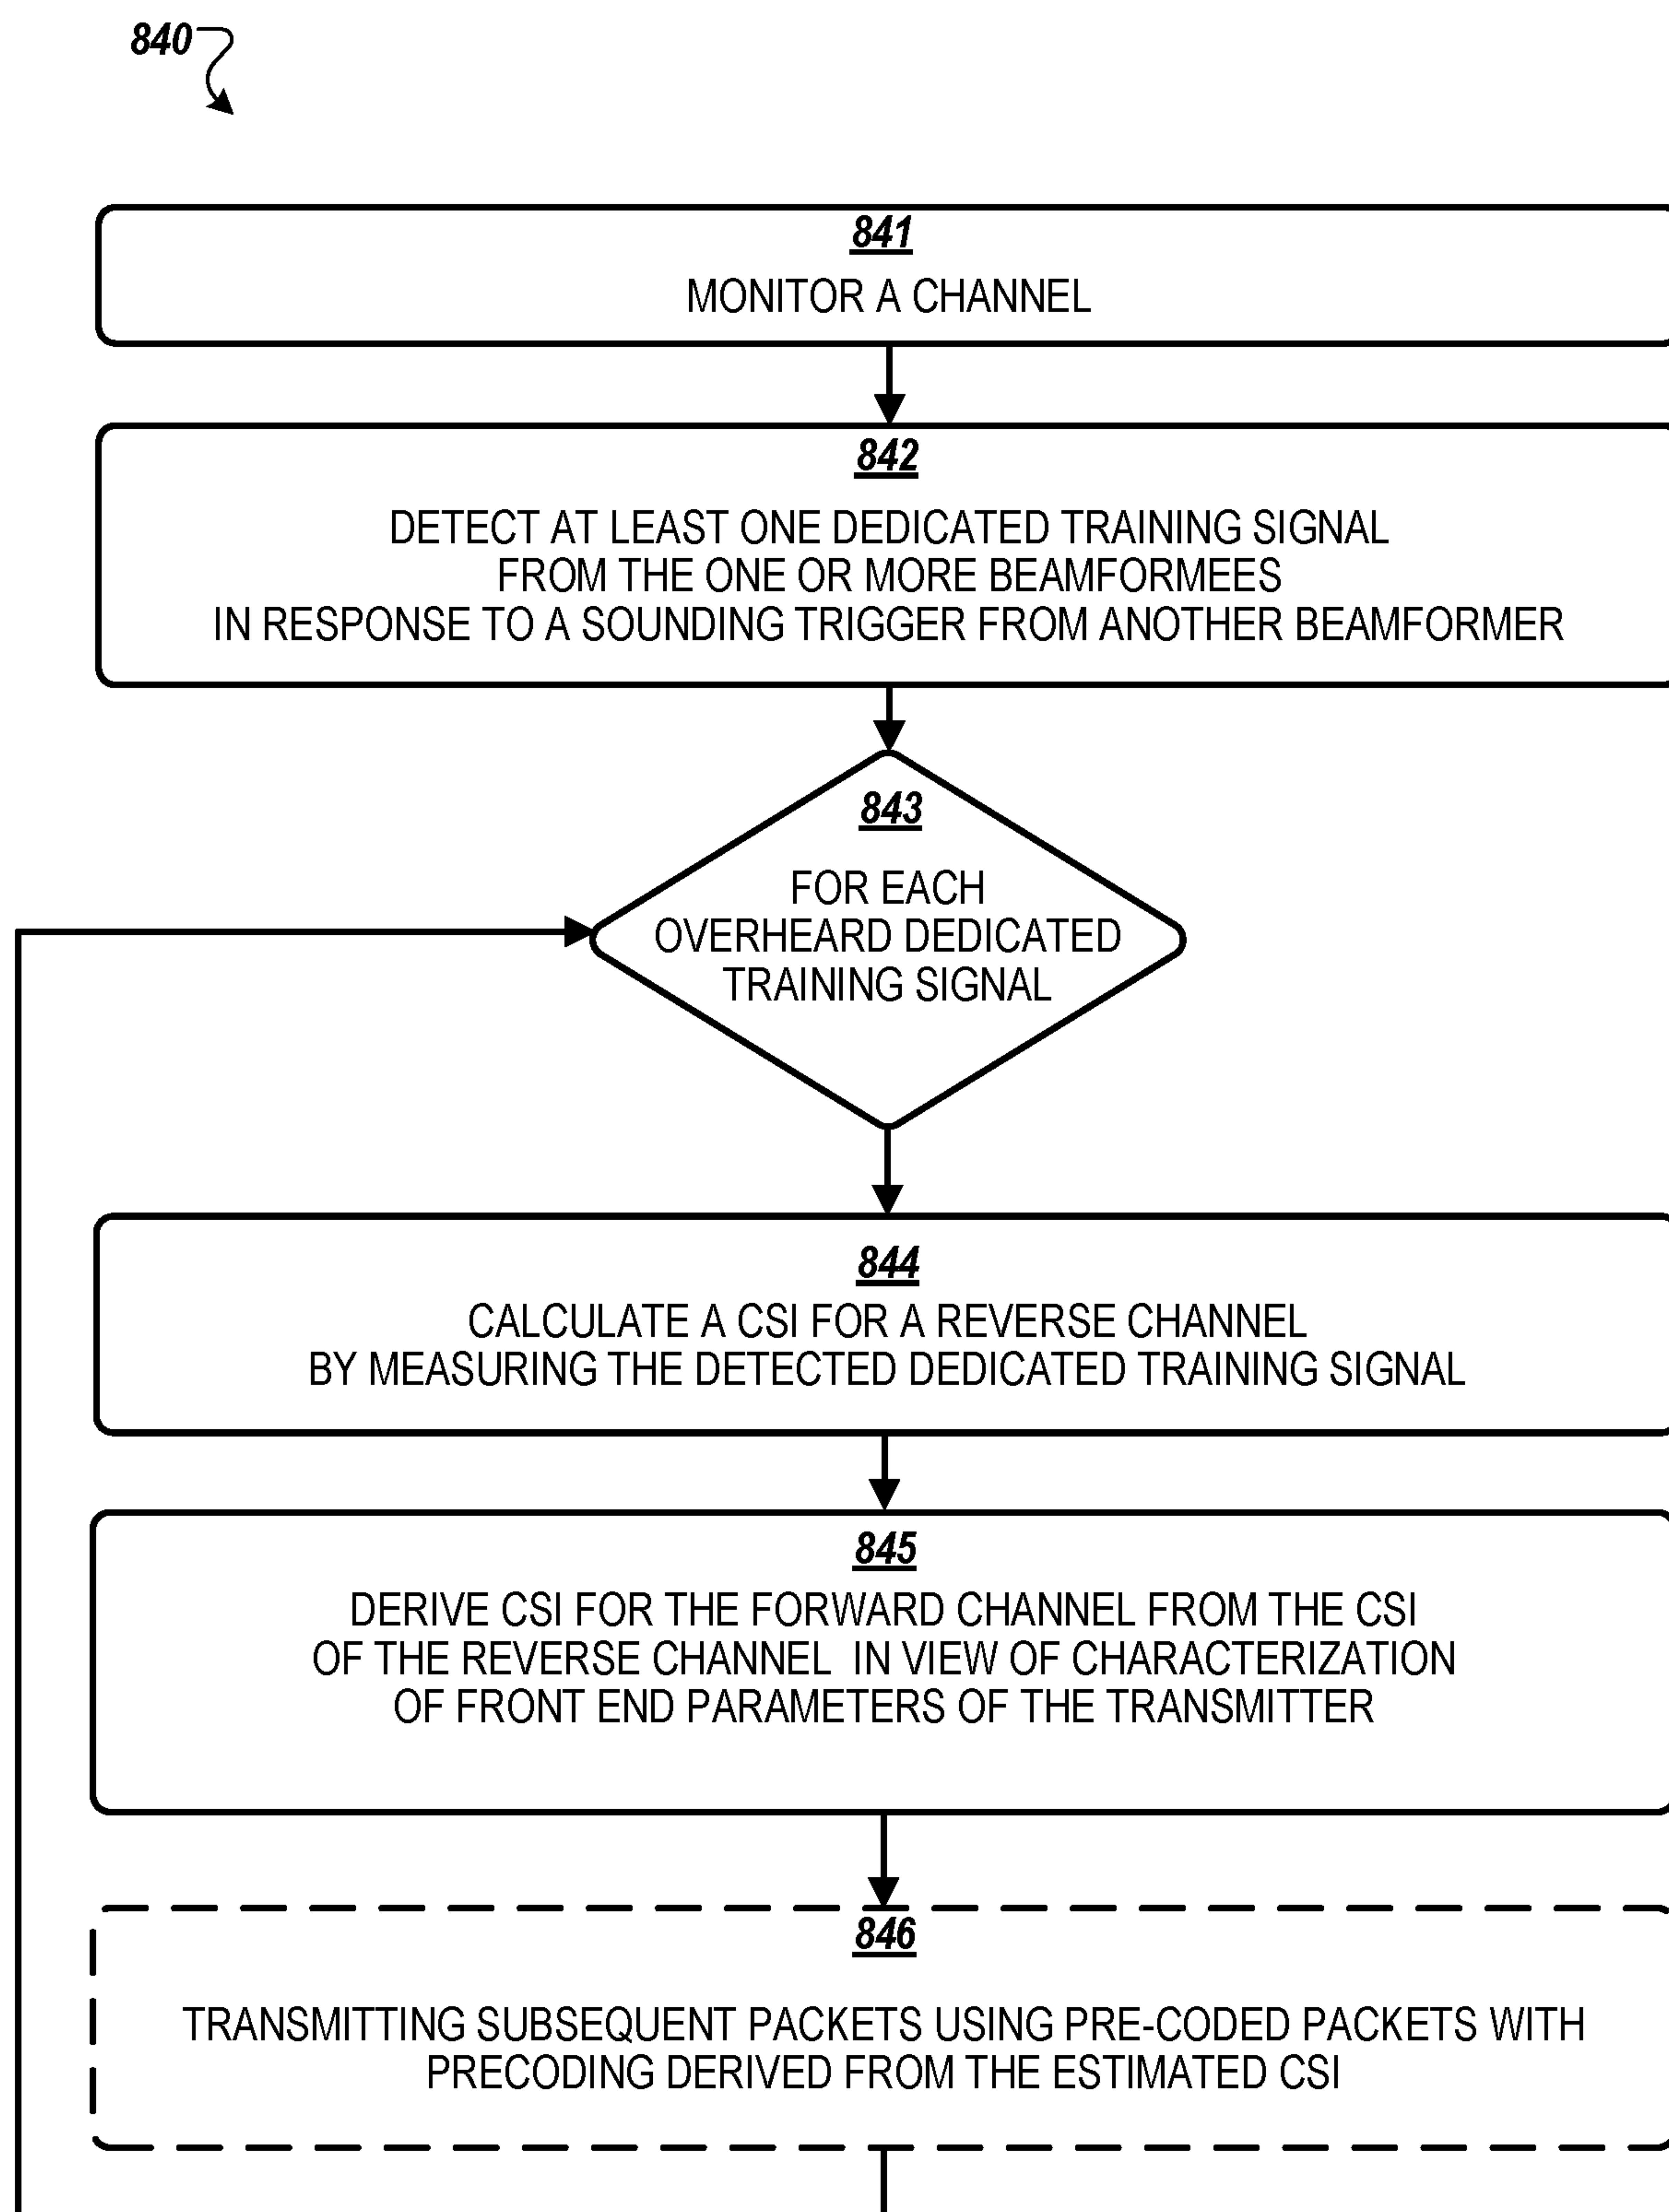 840
841
MONITOR A CHANNEL
842
DETECT AT LEAST ONE DEDICATED TRAINING SIGNAL
FROM THE ONE OR MORE BEAMFORMEES
IN RESPONSE TO A SOUNDING TRIGGER FROM ANOTHER BEAMFORMER
843
FOR EACH
OVERHEARD DEDICATED
TRAINING SIGNAL
844
CALCULATE A CSI FOR A REVERSE CHANNEL
BY MEASURING THE DETECTED DEDICATED TRAINING SIGNAL
845
DERIVE CSI FOR THE FORWARD CHANNEL FROM THE CSI
OF THE REVERSE CHANNEL IN VIEW OF CHARACTERIZATION
OF FRONT END PARAMETERS OF THE TRANSMITTER
846
TRANSMITTING SUBSEQUENT PACKETS USING PRE-CODED PACKETS WITH
PRECODING DERIVED FROM THE ESTIMATED CSI